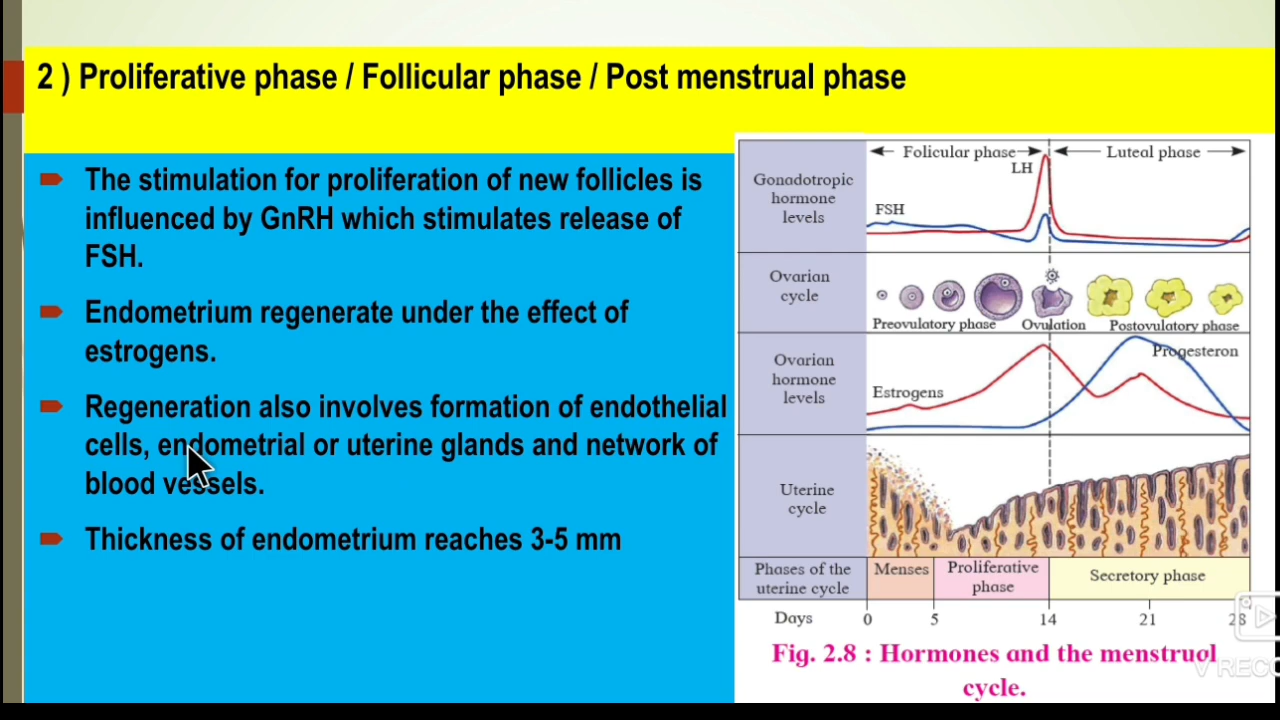 2 ) Proliferative phase / Follicular phase / Post menstrual phase
The stimulation for proliferation of new follicles is
influenced by GnRH which stimulates release of
FSH.
Endometrium regenerate under the effect of
estrogens.
Regeneration also involves formation of endothelial
cells, endometrial or uterine glands and network of
blood vessels.
Thickness of endometrium reaches 3-5 mm
Folicular phase
Luteal phase
LH
Gonadotropic
hormone
levels
FSH
Ovarian
cycle
Preovulatory phase
Ovulation
Postovulatory phase
Ovarian
hormone
levels
Progesteron
Estrogens
Uterine
cycle
Phases of the
uterine cycle
Menses
Proliferative
phase
Secretory phase
Days
0
5
14
21
28
Fig. 2.8 : Hormones and the menstrual
cycle.